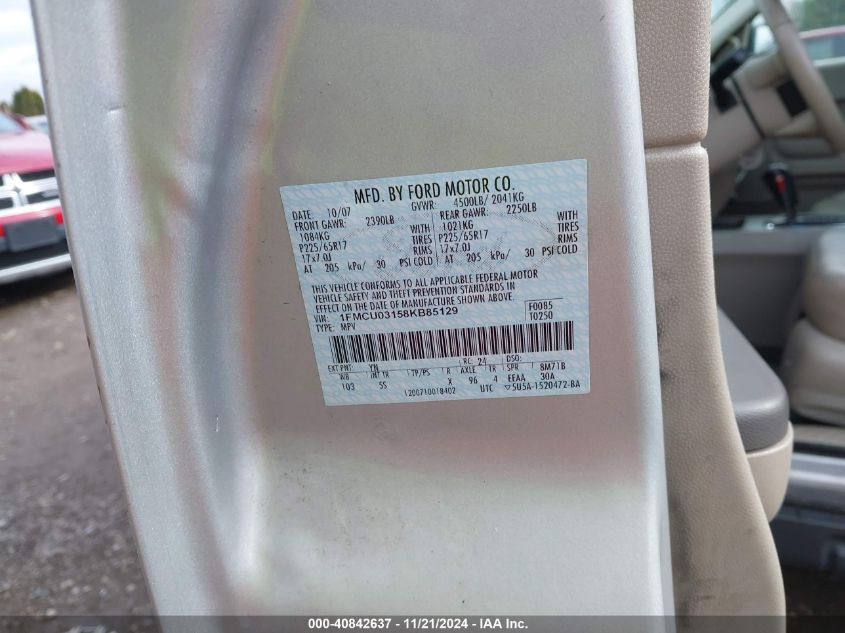 MFD. BY FORD MOTOR CO.
DATE: 10/07 GVWR: 4500LB/ 2041KG
FRONT GAWR: 2390LB REAR GAWR: 2250LB
1084KG WITH 1021KG WITH
P225/65R17 TIRES P225/65R17 TIRES
17x7.0J RIMS 17x7.0J RIMS
AT 205 kPa/ 30 PSI COLD AT 205 kPa/ 30 PSI COLD
THIS VEHICLE CONFORMS TO ALL APPLICABLE FEDERAL MOTOR
VEHICLE SAFETY AND THEFT PREVENTION STANDARDS IN
EFFECT ON THE DATE OF MANUFACTURE SHOWN ABOVE.
VIN: 1FMCU03158KB85129 F0085
TYPE: MPV T0250
EXT PNT: YN RC: 24 DSO:
WB INT TR TP/PS R AXLE TR SPR 8M71B
103 5S X 96 4 EEAA 30A
1200710018402 UTC 5U5A-1520472-BA
000-40842637 - 11/21/2024 - IAA Inc.